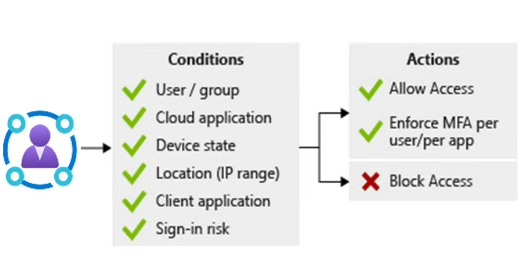 Conditions
User / group
Cloud application
Device state
Location (IP range)
Client application
Sign-in risk
Actions
Allow Access
Enforce MFA per
user/per app
Block Access